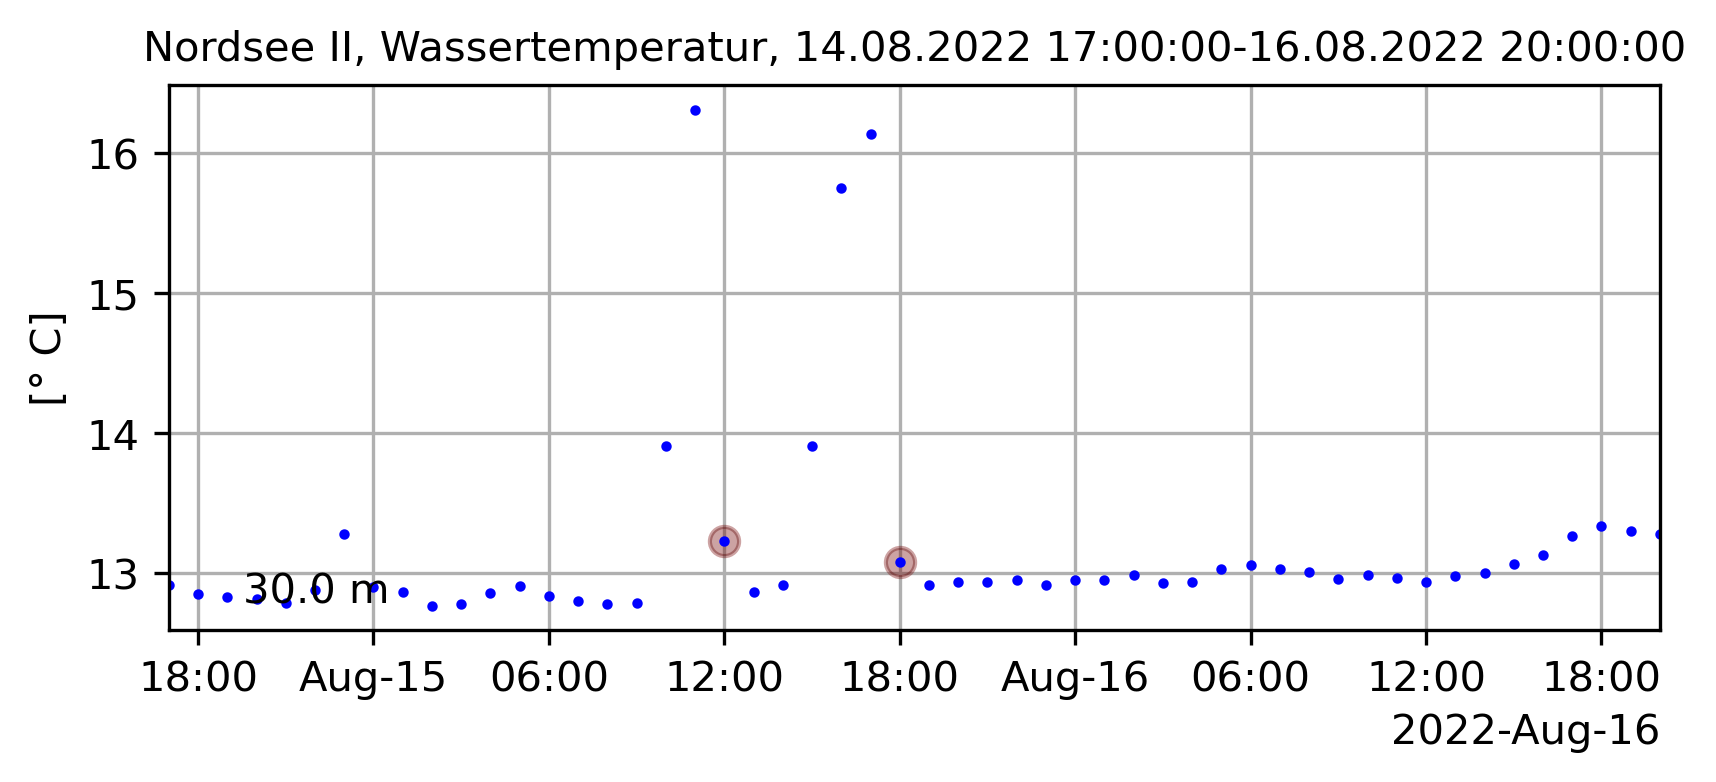 Nordsee II, Wassertemperatur, 14.08.2022 17:00:00-16.08.2022 20:00:00
16
15
14
13
[° C]
30.0 m
18:00 Aug-15 06:00 12:00 18:00 Aug-16 06:00 12:00 18:00
2022-Aug-16